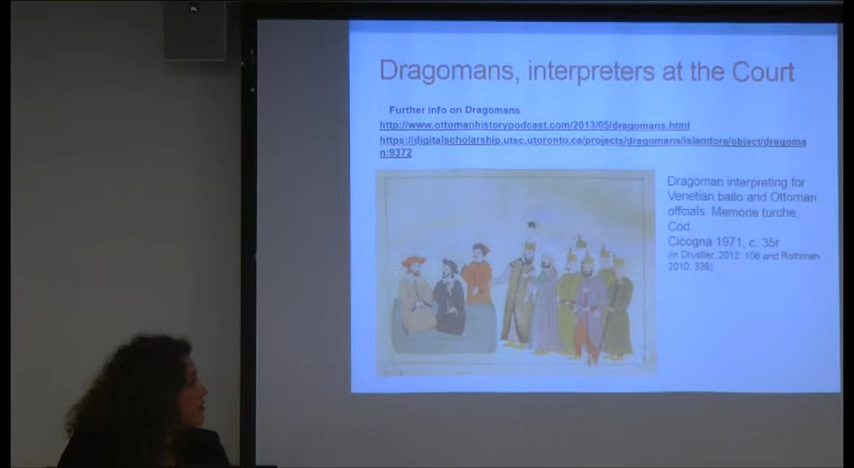 Dragomans, interpreters at the Court
Further info on Dragomans
http://www.ottomanhistorypodcast.com/2013/05/dragomans.html
https://digitalscholarship.utsc.utoronto.ca/projects/dragomans/islandora/object/dragoma
n:9372
Dragoman interpreting for
Venetian bailo and Ottoman
offcials. Memorie turche,
Cod.
Cicogna 1971, c. 35r
(in Drustler, 2012: 106 and Rothman
2010: 339)